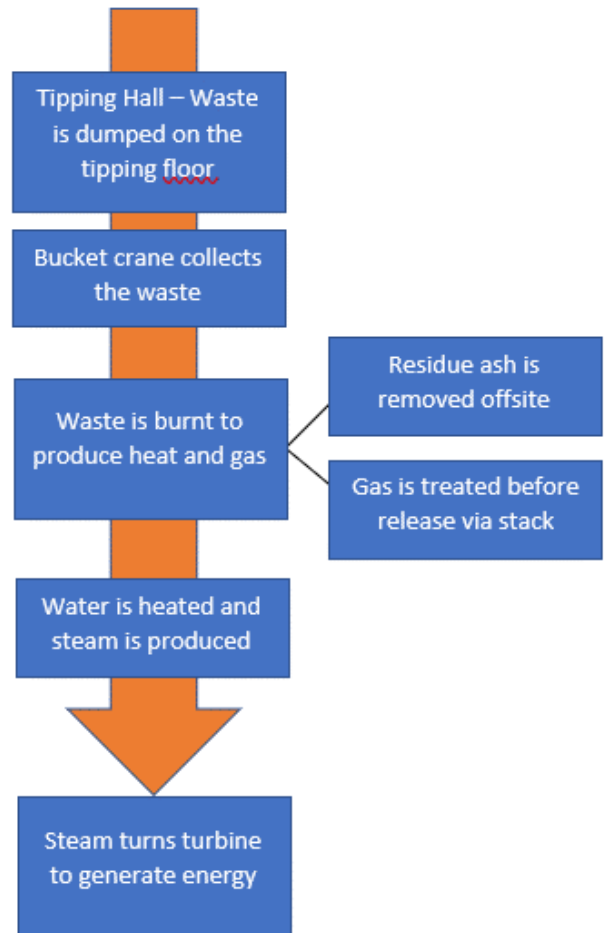 Tipping Hall – Waste
is dumped on the
tipping floor
Bucket crane collects
the waste
Waste is burnt to
produce heat and gas
Residue ash is
removed offsite
Gas is treated before
release via stack
Water is heated and
steam is produced
Steam turns turbine
to generate energy